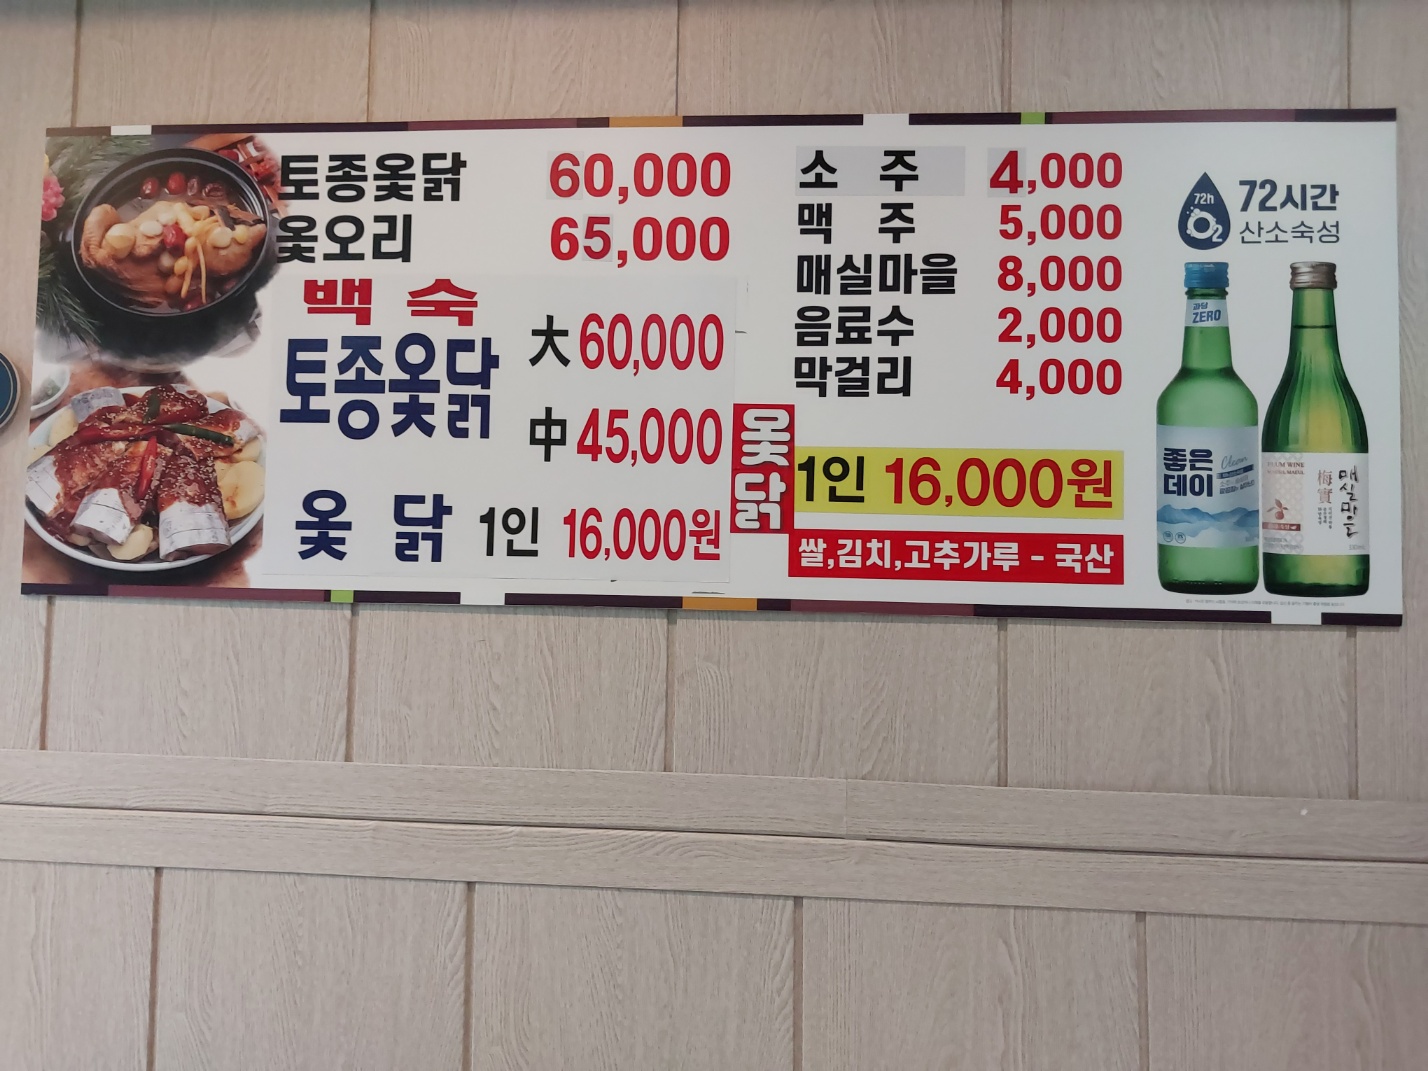 토종옻닭 60,000
옻오리 65,000
백 숙
토종옻닭 大 60,000
中 45,000
옻 닭 1인 16,000원
소 주 4,000
맥 주 5,000
매실마을 8,000
음료수 2,000
막걸리 4,000
옻닭 1인 16,000원
쌀,김치,고추가루 - 국산
72h
O2
72시간
산소숙성
과당
ZERO
좋은
데이
梅實
매실마을